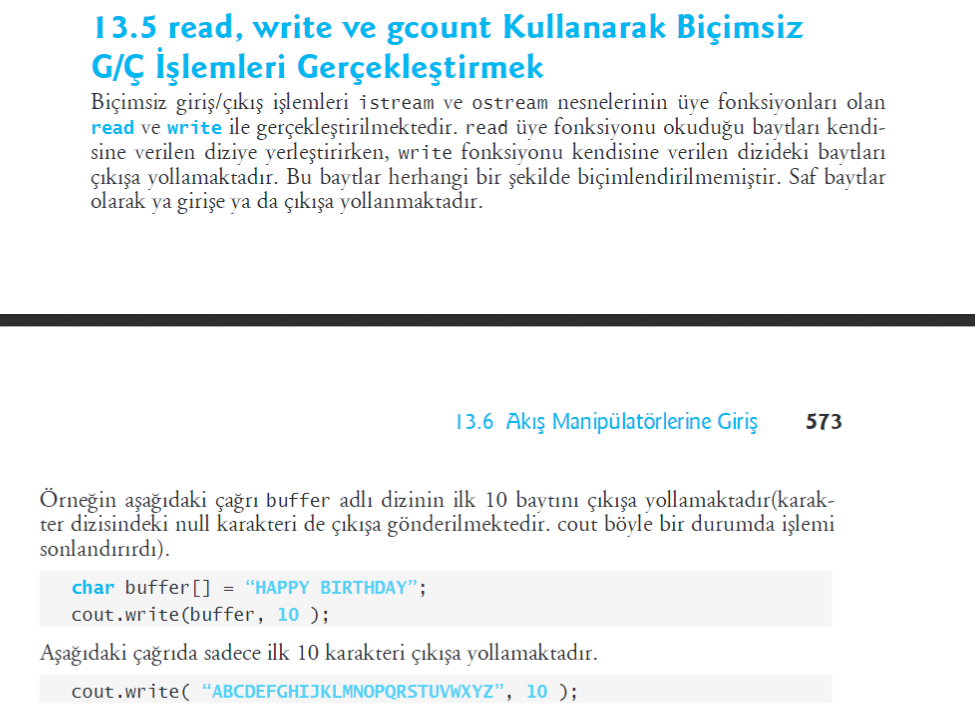 13.5 read, write ve gcount Kullanarak Biçimsiz
G/Ç İşlemleri Gerçekleştirmek
Biçimsiz giriş/çıkış işlemleri istream ve ostream nesnelerinin üye fonksiyonları olan
read ve write ile gerçekleştirilmektedir. read üye fonksiyonu okuduğu baytları kendi-
sine verilen diziye yerleştirirken, write fonksiyonu kendisine verilen dizideki baytları
çıkışa yollamaktadır. Bu baytlar herhangi bir şekilde biçimlendirilmemiştir. Saf baytlar
olarak ya girişe ya da çıkışa yollanmaktadır.
13.6 Akış Manipülatörlerine Giriş 573
Örneğin aşağıdaki çağrı buffer adlı dizinin ilk 10 baytını çıkışa yollamaktadır(karak-
ter dizisindeki null karakteri de çıkışa gönderilmektedir. cout böyle bir durumda işlemi
sonlandırırdı).
char buffer[] = “HAPPY BIRTHDAY”;
cout.write(buffer, 10 );
Aşağıdaki çağrıda sadece ilk 10 karakteri çıkışa yollamaktadır.
cout.write( “ABCDEFGHIJKLMNOPQRSTUVWXYZ”, 10 );